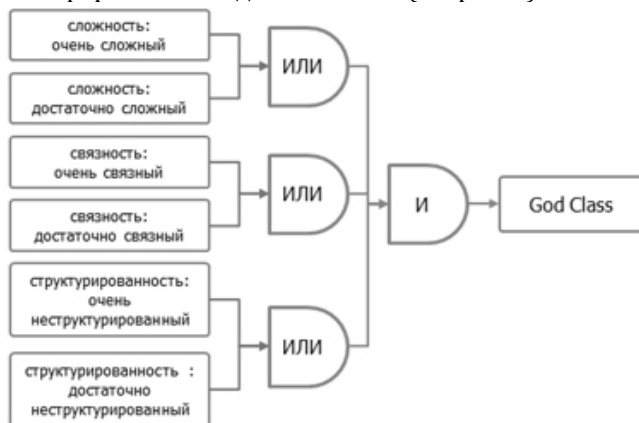 сложность:
очень сложный
сложность:
достаточно сложный
ИЛИ
связность:
очень связный
связность:
достаточно связный
ИЛИ
структурированность:
очень
неструктурированный
структурированность :
достаточно
неструктурированный
ИЛИ
И
God Class